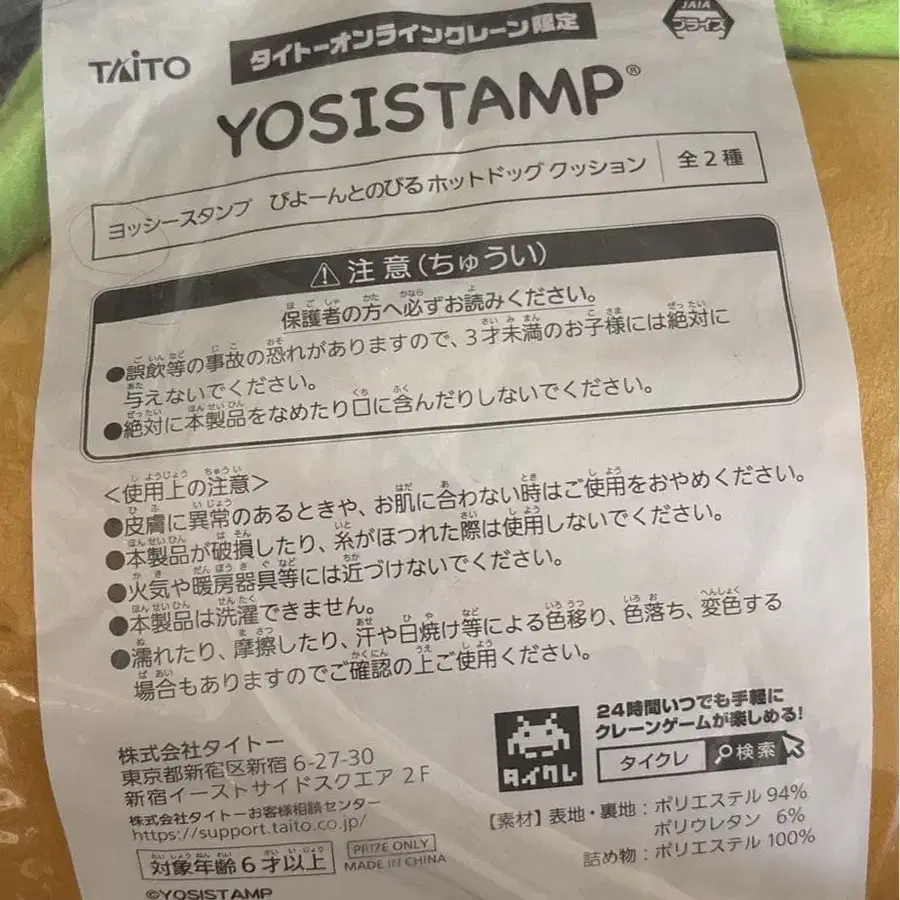 TAITO
タイトーオンラインクレーン限定
JAIA
プライズ
YOSISTAMP®
ヨッシースタンプ びよーんとのびる ホットドッグ クッション 全2種
⚠注意(ちゅうい)
保護者の方へ必ずお読みください。
●誤飲等の事故の恐れがありますので、3才未満のお子様には絶対に
与えないでください。
●絶対に本製品をなめたり口に含んだりしないでください。
<使用上の注意>
●皮膚に異常のあるときや、お肌に合わない時はご使用をおやめください。
●本製品が破損したり、糸がほつれた際は使用しないでください。
●火気や暖房器具等には近づけないでください。
●本製品は洗濯できません。
●濡れたり、摩擦したり、汗や日焼け等による色移り、色落ち、変色する
場合もありますのでご確認の上ご使用ください。
株式会社タイトー
東京都新宿区新宿 6-27-30
新宿イーストサイドスクエア 2F
株式会社タイトーお客様相談センター
https://support.taito.co.jp/
対象年齢6才以上
PRIZE ONLY
MADE IN CHINA
©YOSISTAMP
タイクレ
24時間いつでも手軽に
クレーンゲームが楽しめる!
タイクレ 検索
【素材】表地・裏地:ポリエステル 94%
ポリウレタン 6%
詰め物:ポリエステル 100%